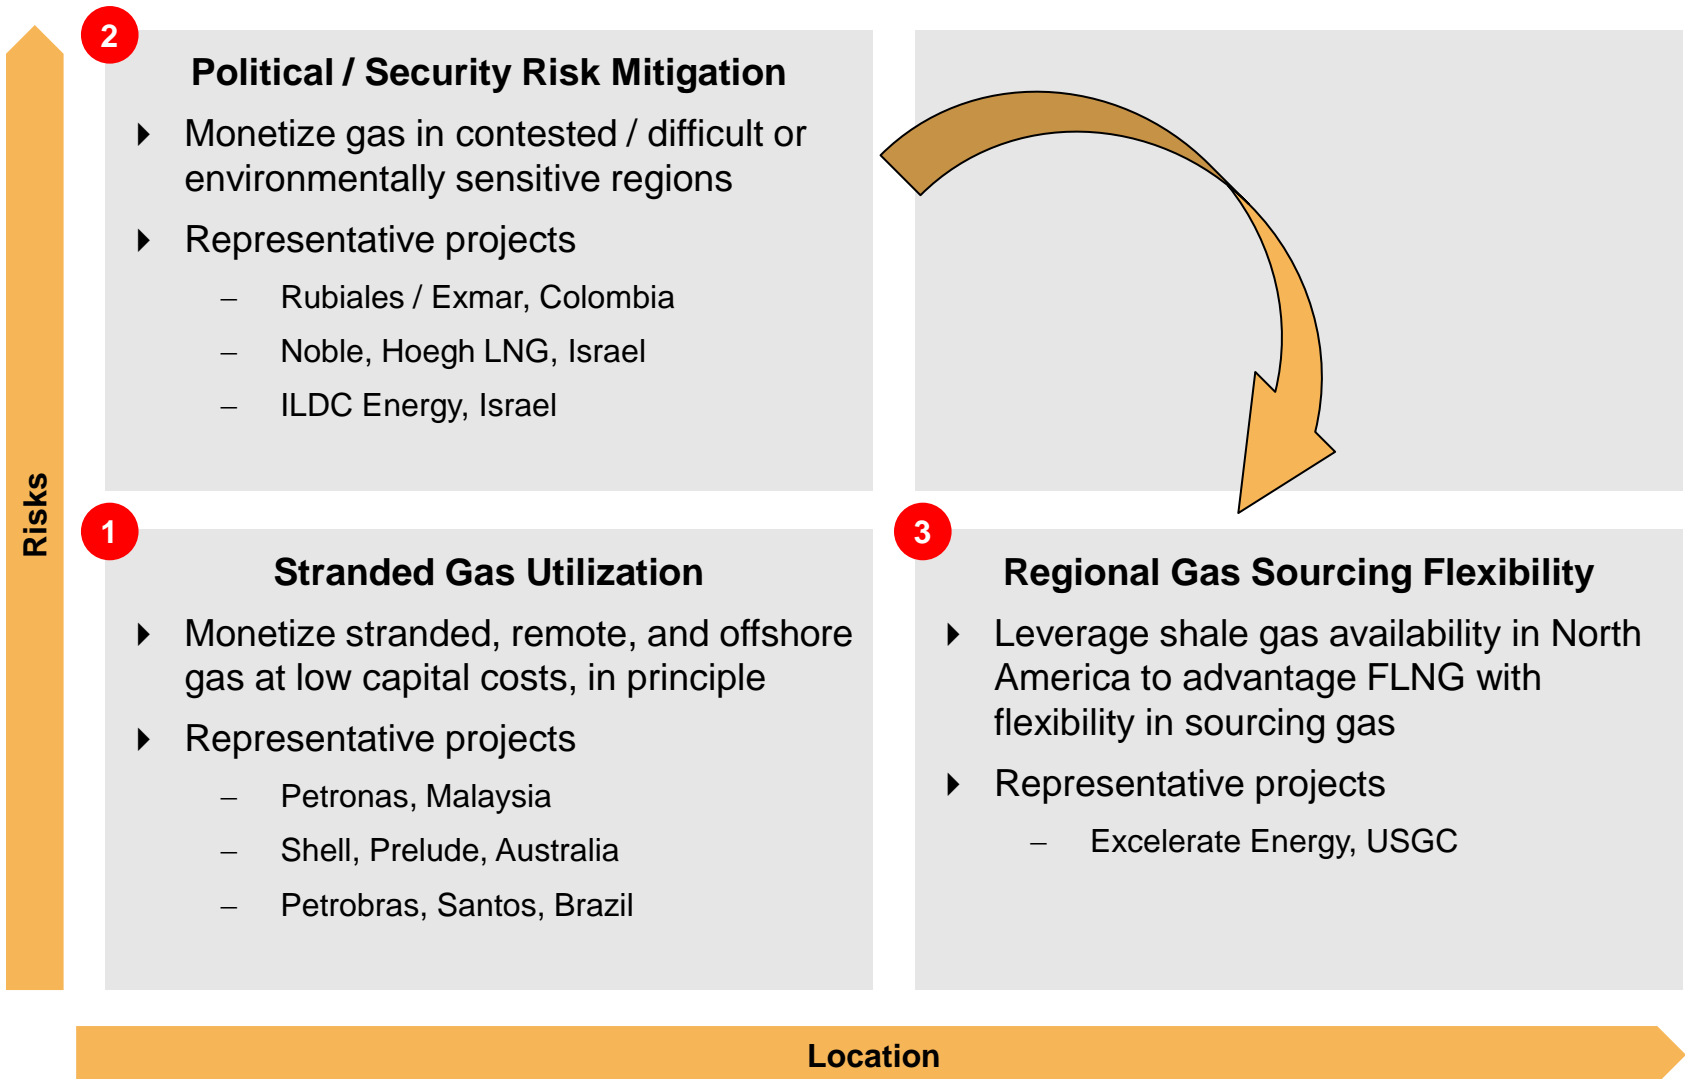 2
Political / Security Risk Mitigation
Monetize gas in contested / difficult or
environmentally sensitive regions
Representative projects
– Rubiales / Exmar, Colombia
– Noble, Hoegh LNG, Israel
– ILDC Energy, Israel
Risks
1
Stranded Gas Utilization
Monetize stranded, remote, and offshore
gas at low capital costs, in principle
Representative projects
– Petronas, Malaysia
– Shell, Prelude, Australia
– Petrobras, Santos, Brazil
3
Regional Gas Sourcing Flexibility
Leverage shale gas availability in North
America to advantage FLNG with
flexibility in sourcing gas
Representative projects
– Excelerate Energy, USGC
Location